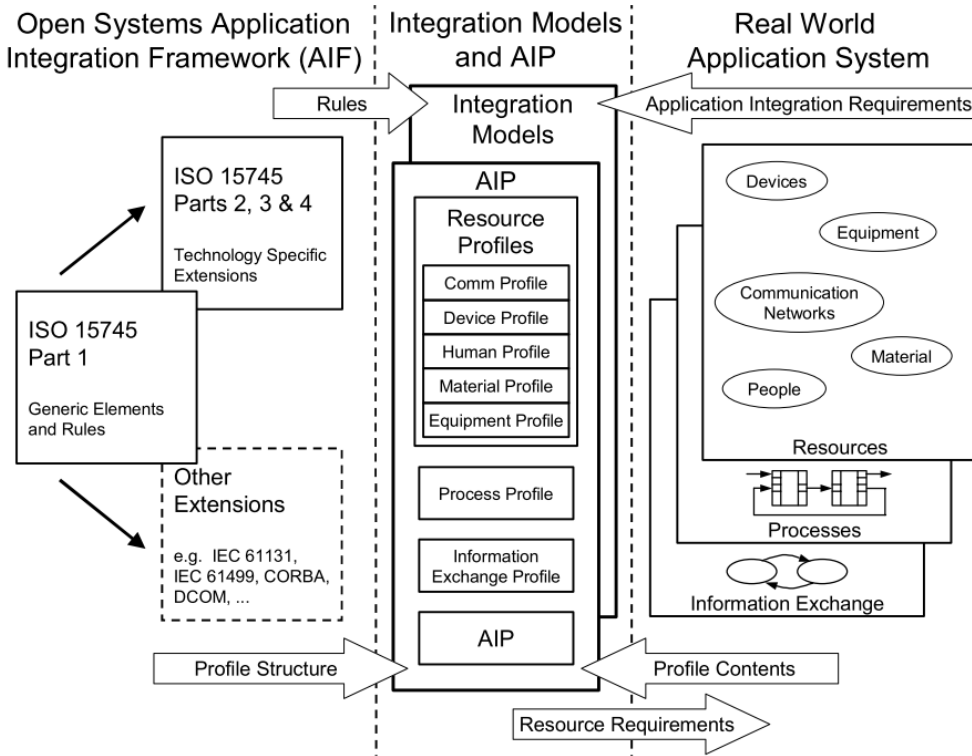 Open Systems Application
Integration Framework (AIF)
Integration Models
and AIP
Real World
Application System
Rules
Application Integration Requirements
Integration
Models
ISO 15745
Parts 2, 3 & 4
Technology Specific
Extensions
ISO 15745
Part 1
Generic Elements
and Rules
Other
Extensions
e.g. IEC 61131,
IEC 61499, CORBA,
DCOM, ...
AIP
Resource
Profiles
Comm Profile
Device Profile
Human Profile
Material Profile
Equipment Profile
Process Profile
Information
Exchange Profile
AIP
Devices
Equipment
Communication
Networks
Material
People
Resources
Processes
Information Exchange
Profile Structure
Profile Contents
Resource Requirements